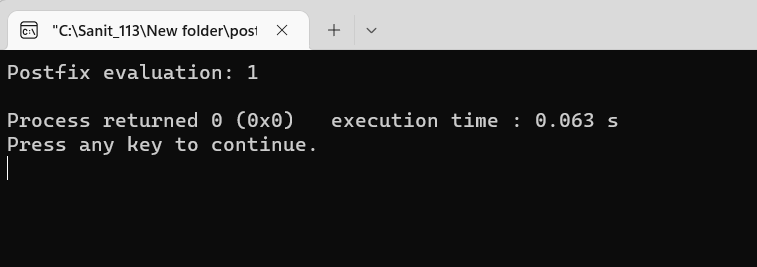 "C:\Sanit_113\New folder\post
Postfix evaluation: 1
Process returned 0 (0x0)   execution time : 0.063 s
Press any key to continue.